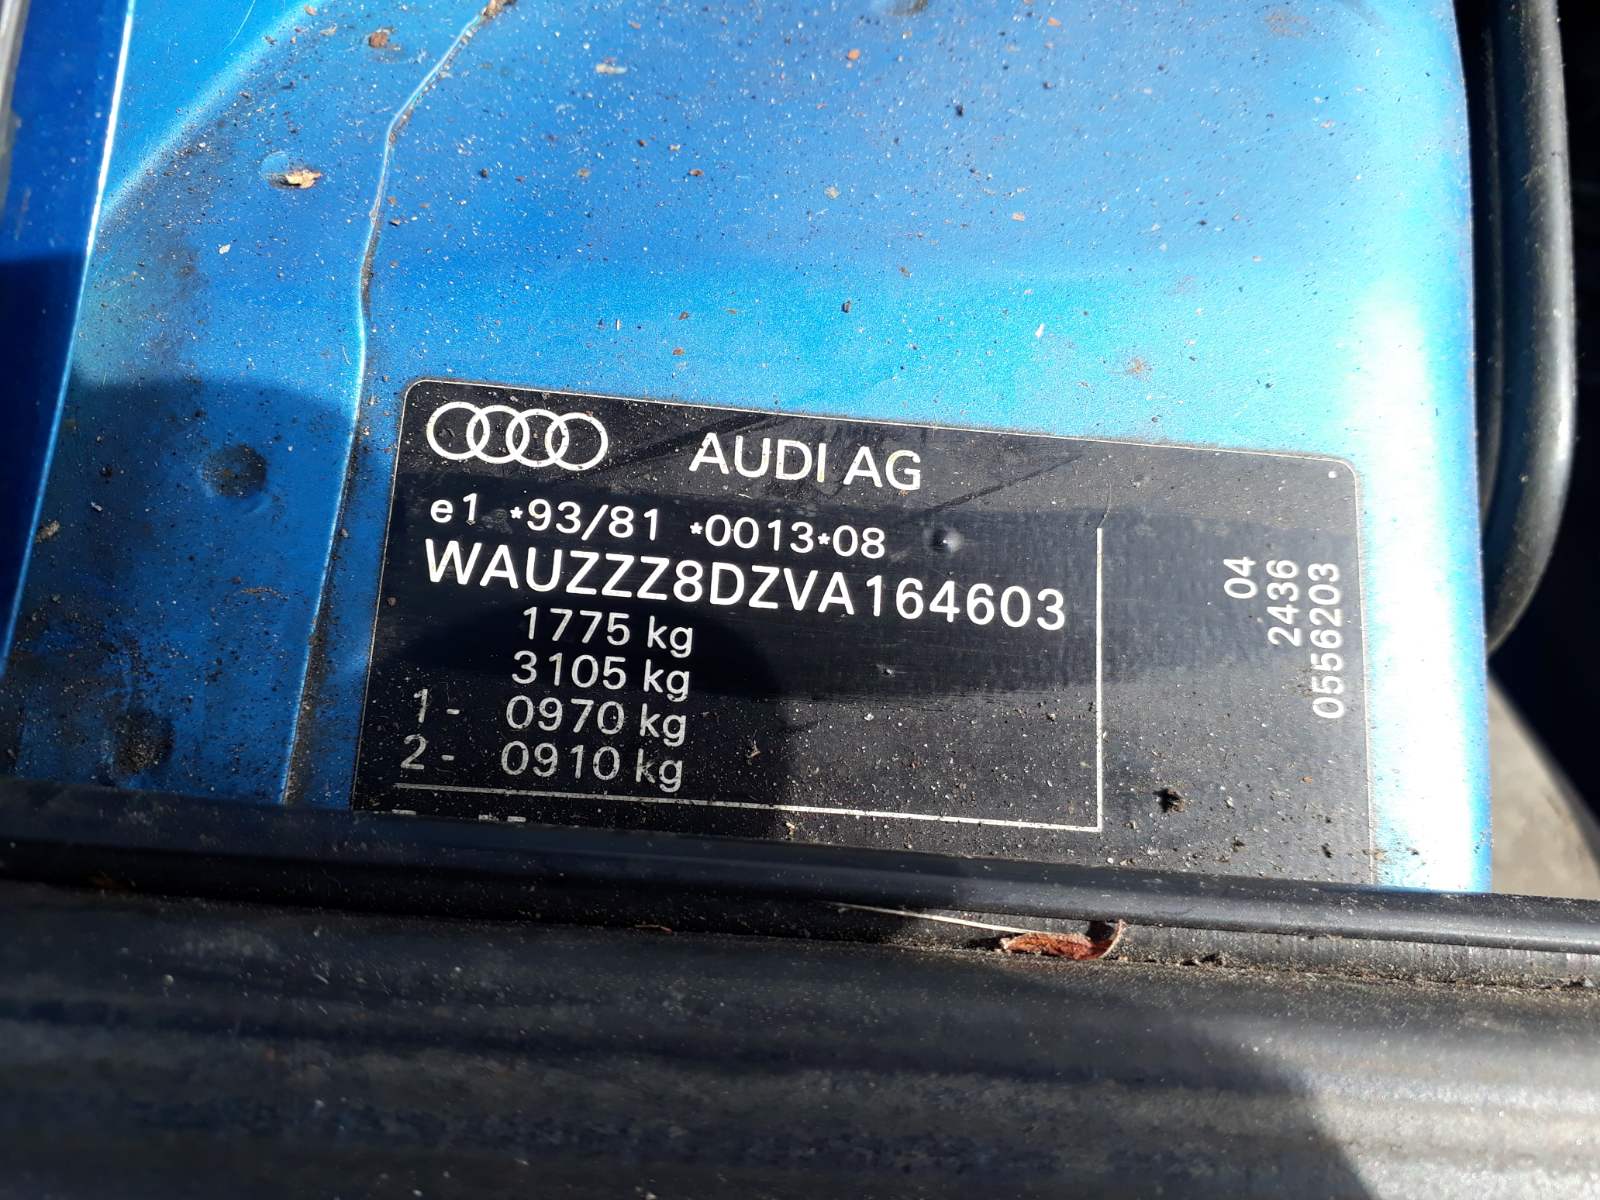 AUDI AG
e1 *93/81 *0013*08
WAUZZZ8DZVA164603
1775 kg
3105 kg
1- 0970 kg
2- 0910 kg
04
2436
0556203